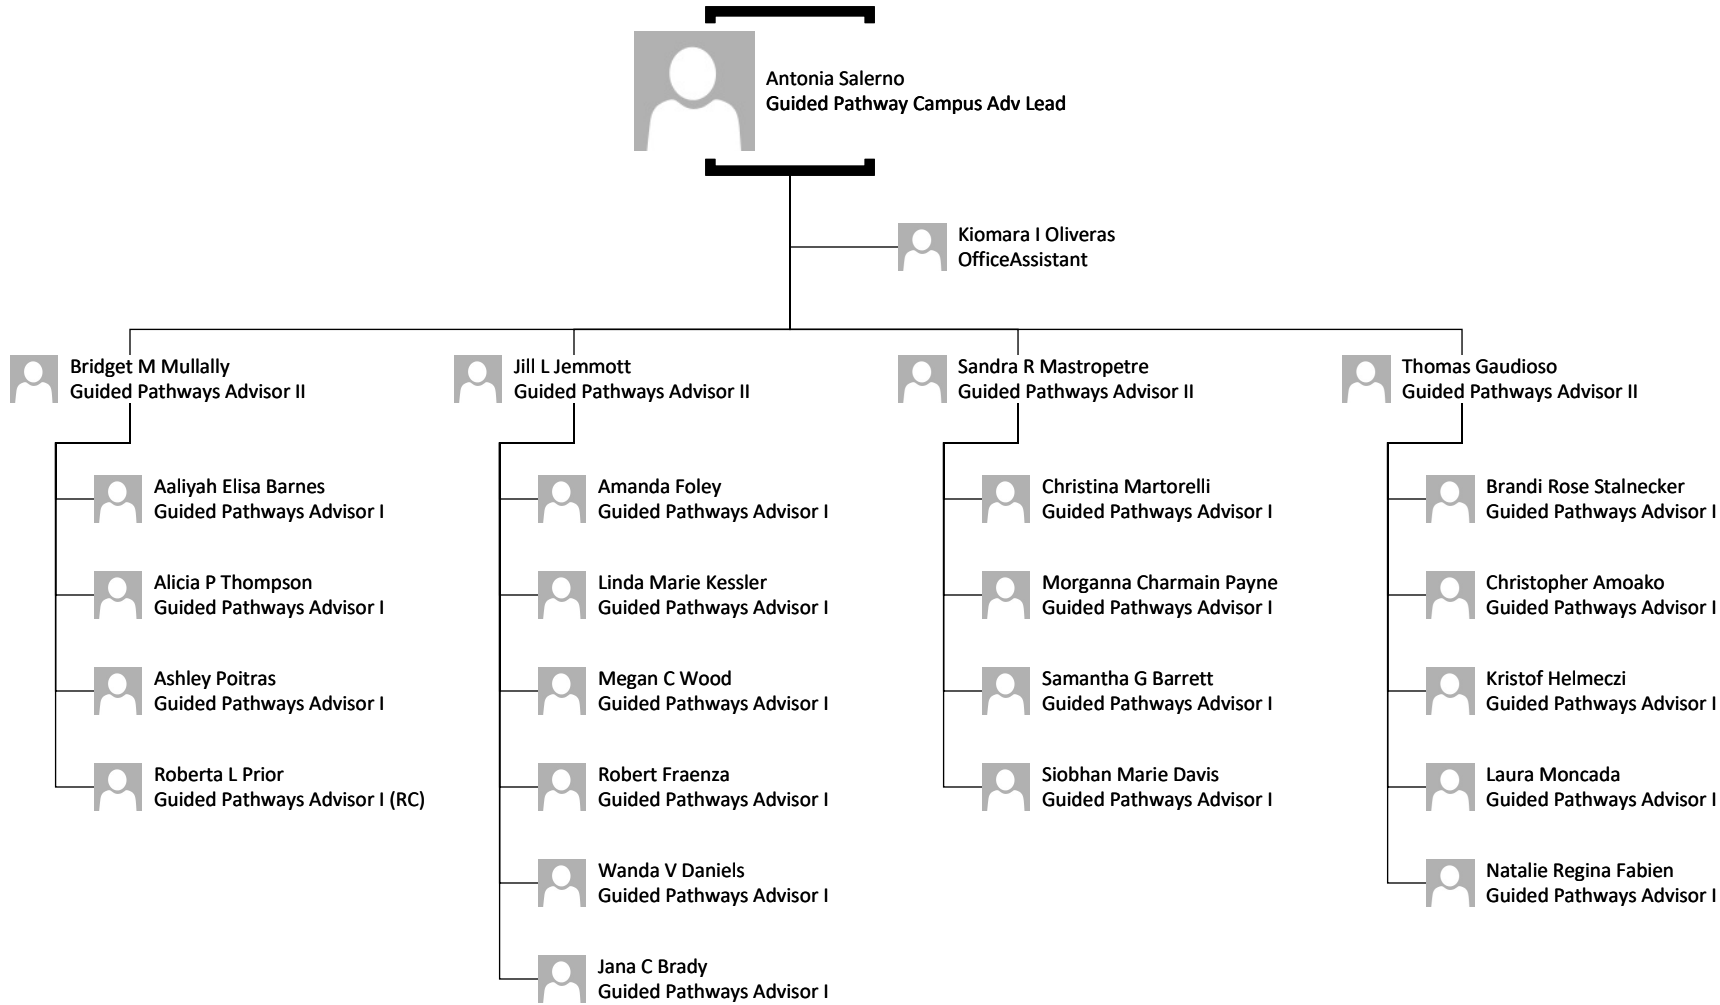 Antonia Salerno
Guided Pathway Campus Adv Lead
Kiomara I Oliveras
OfficeAssistant
Bridget M Mullally
Guided Pathways Advisor II
Aaliyah Elisa Barnes
Guided Pathways Advisor I
Alicia P Thompson
Guided Pathways Advisor I
Ashley Poitras
Guided Pathways Advisor I
Roberta L Prior
Guided Pathways Advisor I (RC)
Jill L Jemmott
Guided Pathways Advisor II
Amanda Foley
Guided Pathways Advisor I
Linda Marie Kessler
Guided Pathways Advisor I
Megan C Wood
Guided Pathways Advisor I
Robert Fraenza
Guided Pathways Advisor I
Wanda V Daniels
Guided Pathways Advisor I
Jana C Brady
Guided Pathways Advisor I
Sandra R Mastropetre
Guided Pathways Advisor II
Christina Martorelli
Guided Pathways Advisor I
Morganna Charmain Payne
Guided Pathways Advisor I
Samantha G Barrett
Guided Pathways Advisor I
Siobhan Marie Davis
Guided Pathways Advisor I
Thomas Gaudioso
Guided Pathways Advisor II
Brandi Rose Stalnecker
Guided Pathways Advisor I
Christopher Amoako
Guided Pathways Advisor I
Kristof Helmeczi
Guided Pathways Advisor I
Laura Moncada
Guided Pathways Advisor I
Natalie Regina Fabien
Guided Pathways Advisor I